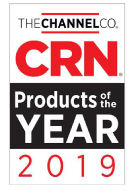 THECHANNELCO.
CRN®
Products of the
YEAR
2019